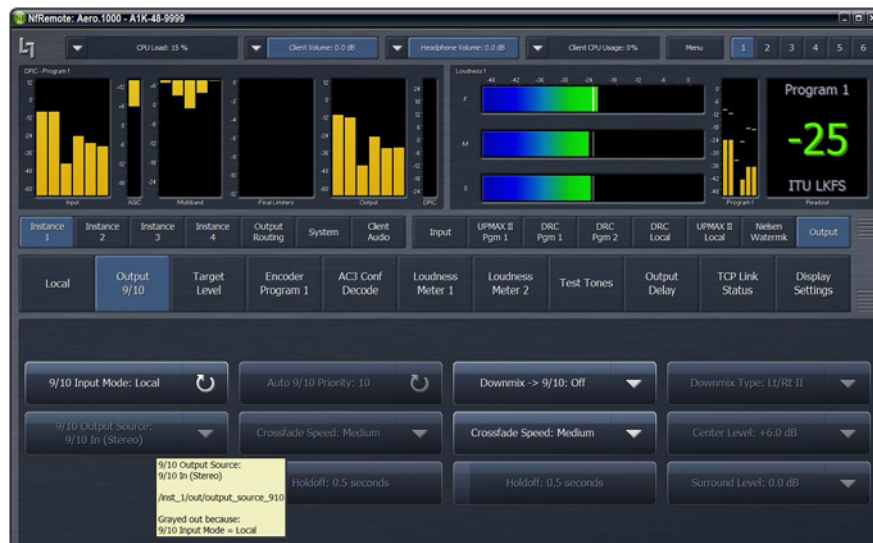 NfRemote: Aero.1000 - A1K-48-9999
CPU Load: 15 %
Client Volume: 0.0 dB
Headphone Volume: 0.0 dB
Client CPU Usage: 0%
Menu
1 2 3 4 5 6
DRC - Program 1
Loudness 1
Input
AGC
Multiband
Final Limiters
Output
DRC
F
M
S
Program 1
Readout
Program 1
-25
ITU LKFS
Instance 1
Instance 2
Instance 3
Instance 4
Output Routing
System
Client Audio
Input
UPMAX II Pgm 1
DRC Pgm 1
DRC Pgm 2
DRC Local
UPMAX II Local
Nielsen Watermk
Output
Local
Output 9/10
Target Level
Encoder Program 1
AC3 Conf Decode
Loudness Meter 1
Loudness Meter 2
Test Tones
Output Delay
TCP Link Status
Display Settings
9/10 Input Mode: Local
Auto 9/10 Priority: 10
Downmix -> 9/10: Off
Downmix Type: Lt/Rt II
9/10 Output Source:
9/10 In (Stereo)
Crossfade Speed: Medium
Crossfade Speed: Medium
Center Level: +6.0 dB
Holdoff: 0.5 seconds
Holdoff: 0.5 seconds
Surround Level: 0.0 dB
9/10 Output Source:
9/10 In (Stereo)
/inst_1/out/output_source_910
Grayed out because:
9/10 Input Mode = Local